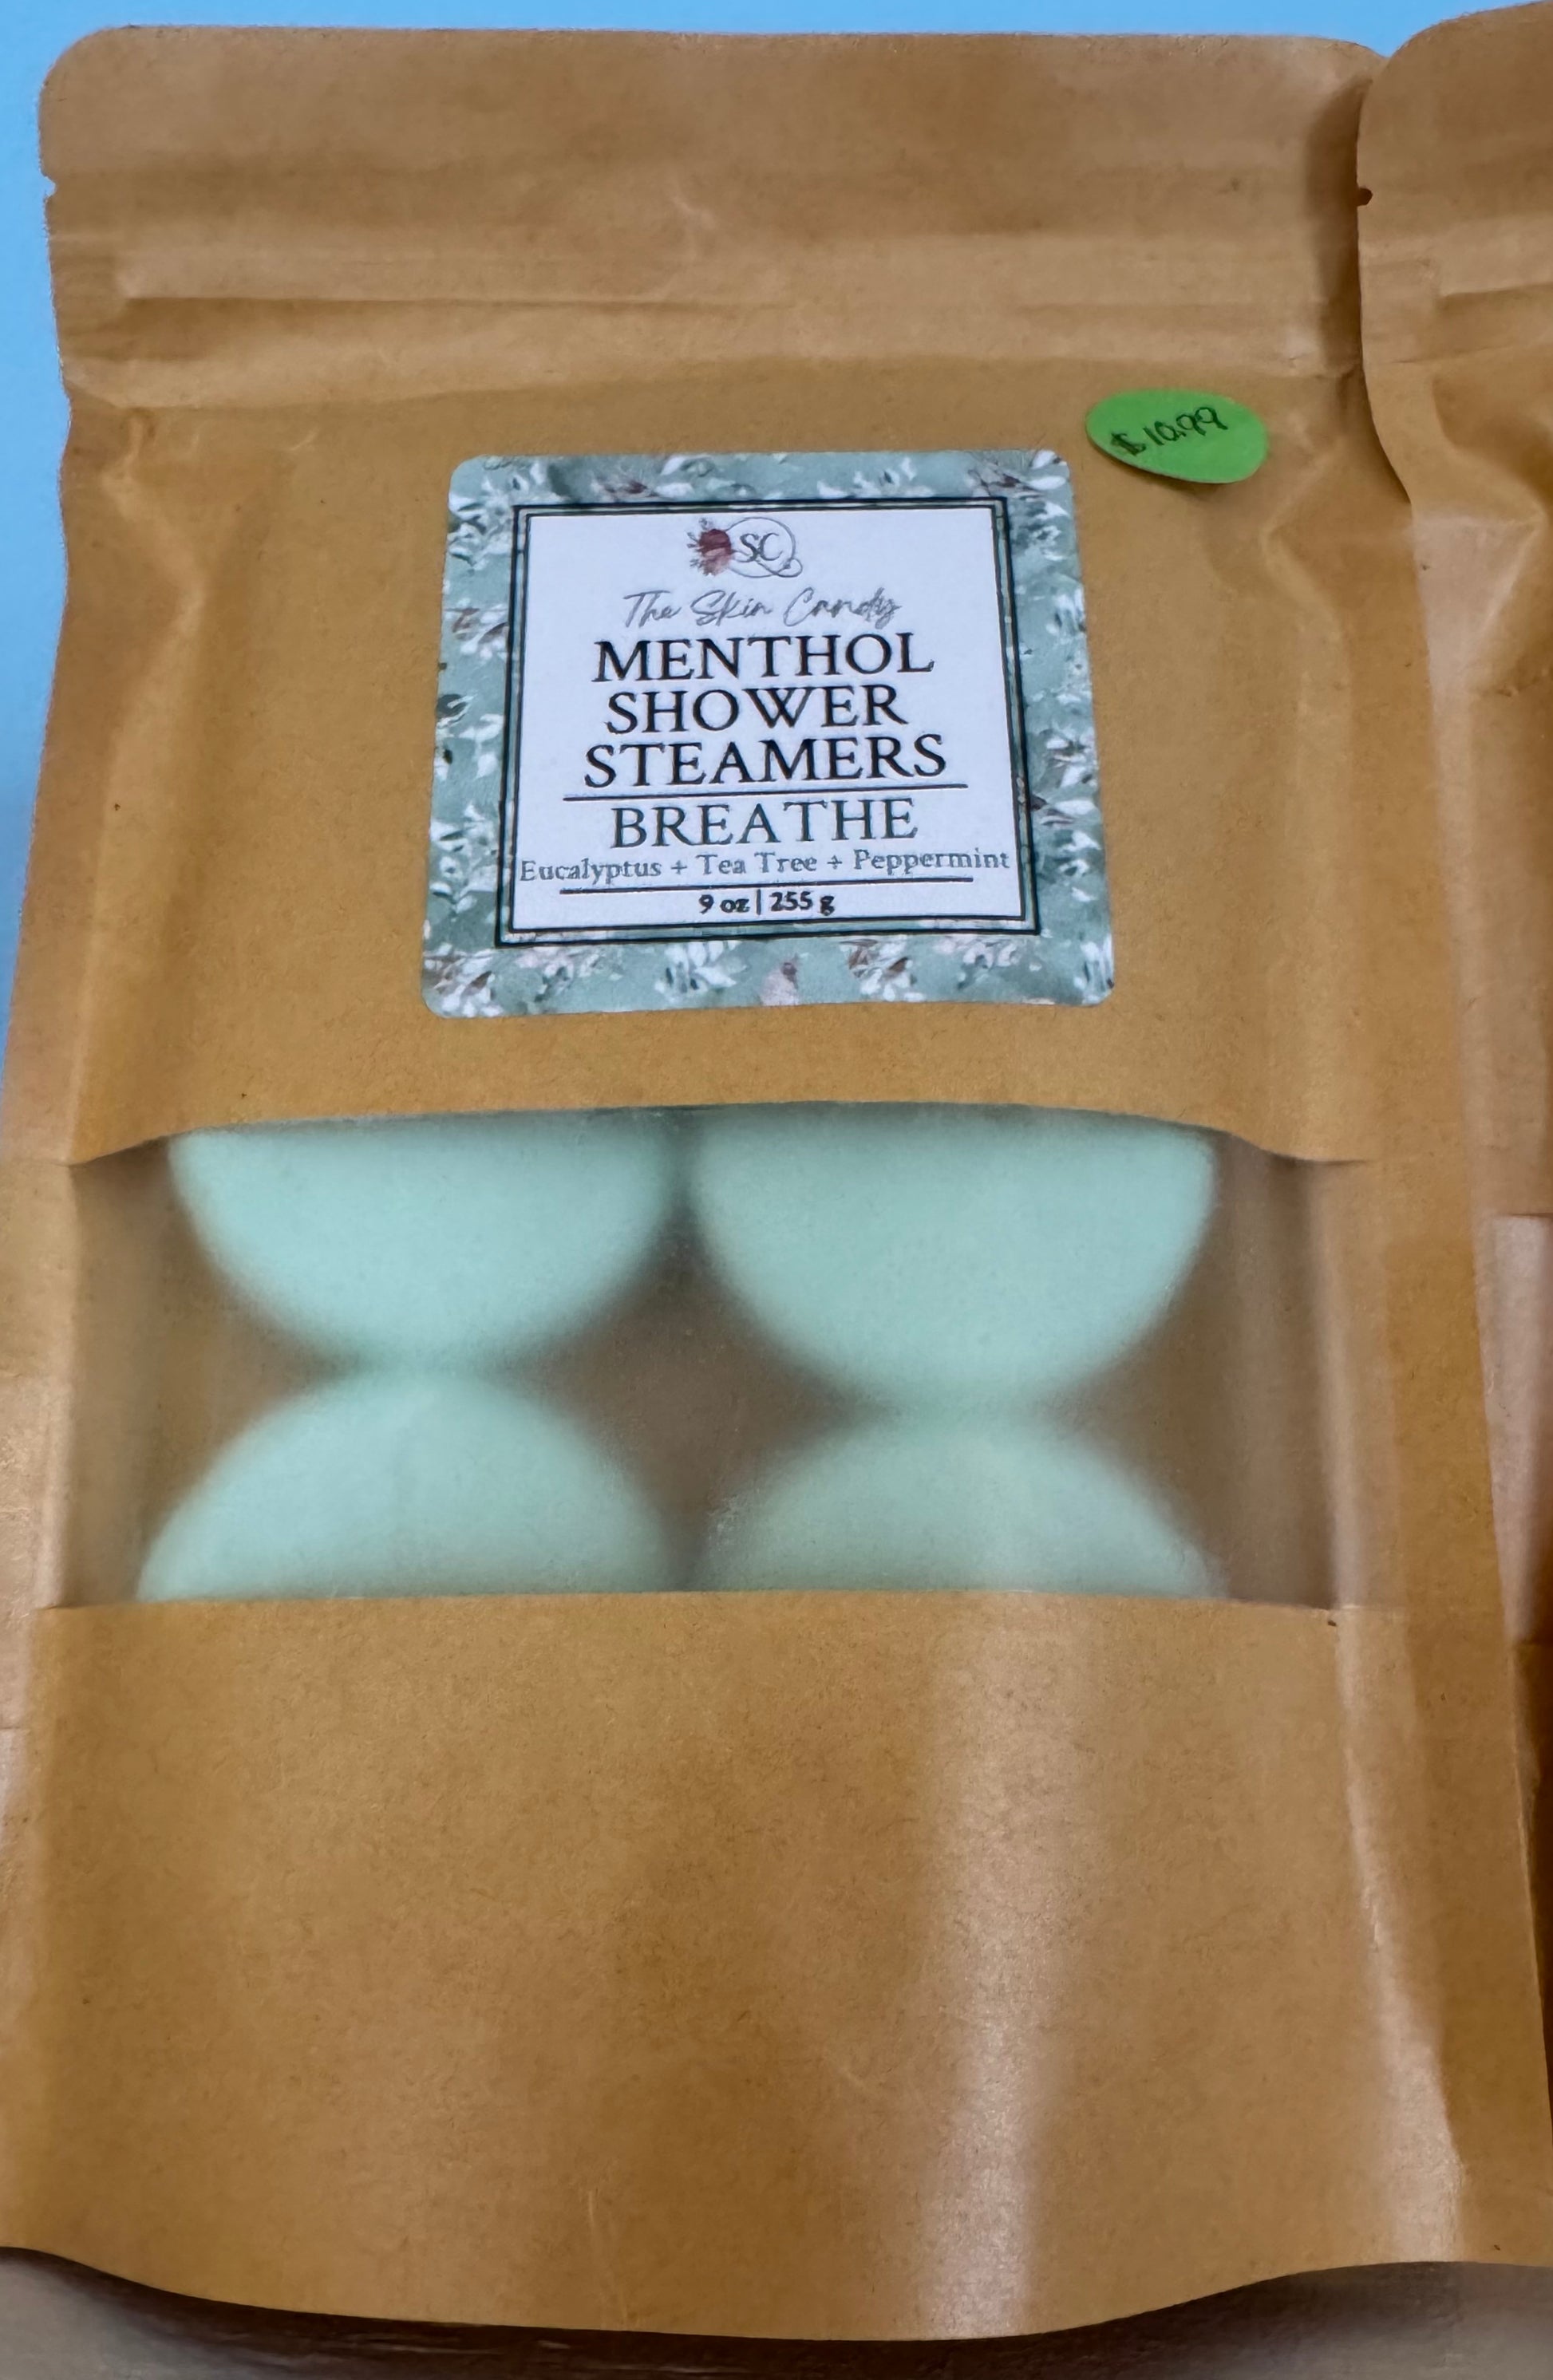 $10.99
SC
The Skin Candy
MENTHOL
SHOWER
STEAMERS
BREATHE
Eucalyptus + Tea Tree + Peppermint
9 oz | 255 g